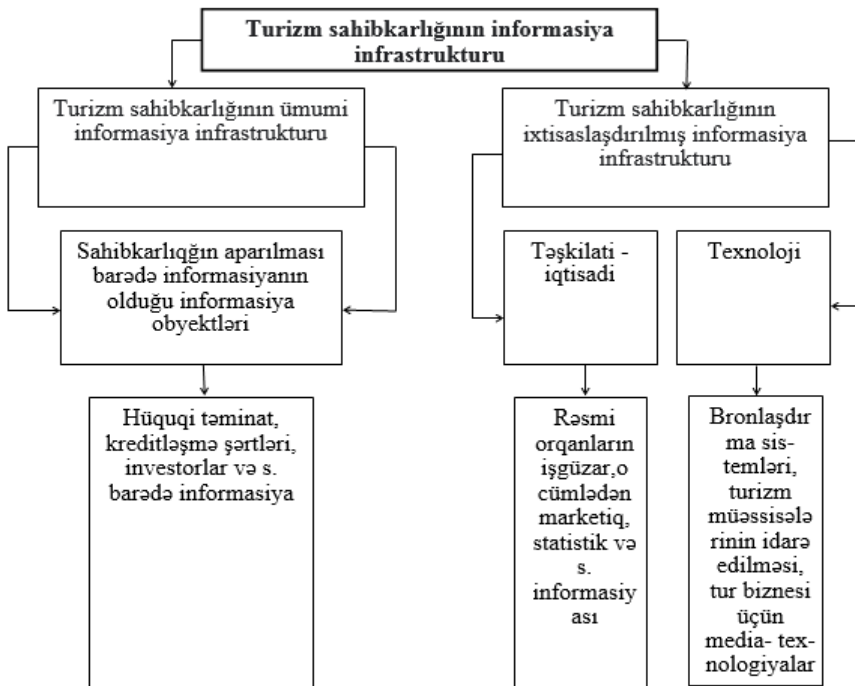 Turizm sahibkarlığının informasiya
infrastrukturu
Turizm sahibkarlığının ümumi
informasiya infrastrukturu
Turizm sahibkarlığının
ixtisaslaşdırılmış informasiya
infrastrukturu
Sahibkarlıqğın aparılması
barədə informasiyanın
olduğu informasiya
obyektləri
Təşkilati -
iqtisadi
Texnoloji
Hüquqi təminat,
kreditləşmə şərtləri,
investorlar və s.
barədə informasiya
Rəsmi
orqanların
işgüzar,o
cümlədən
marketiq,
statistik və
s.
informasiy
ası
Bronlaşdır
ma sis-
temləri,
turizm
müəssisələ
rinin idarə
edilməsi,
tur biznesi
üçün
media- tex-
nologiyalar